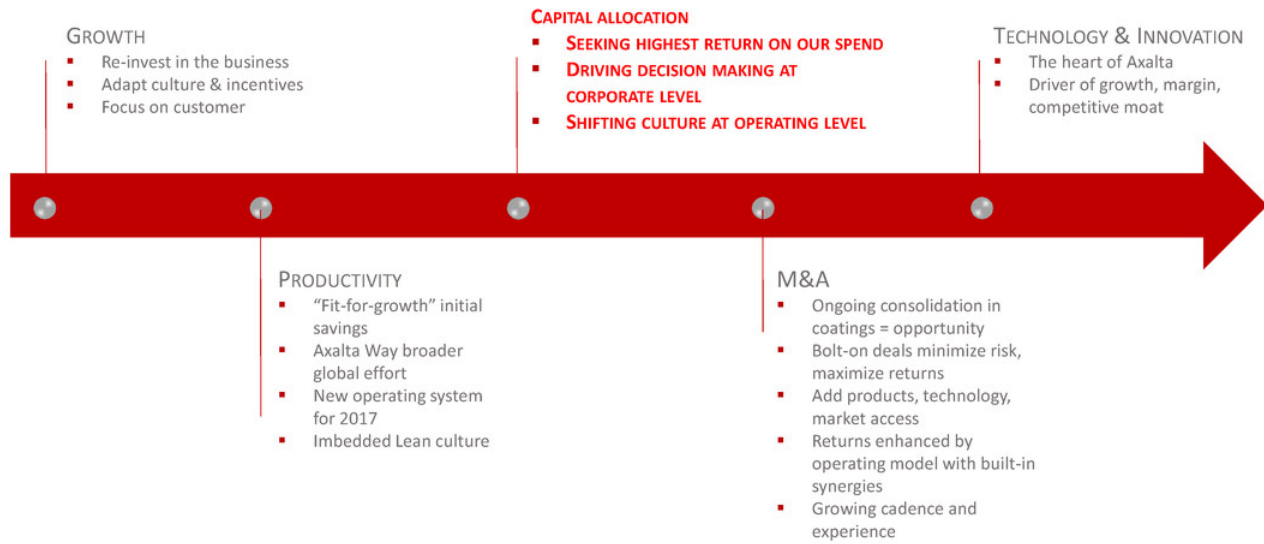 GROWTH
▪ Re-invest in the business
▪ Adapt culture & incentives
▪ Focus on customer
CAPITAL ALLOCATION
▪ SEEKING HIGHEST RETURN ON OUR SPEND
▪ DRIVING DECISION MAKING AT
CORPORATE LEVEL
▪ SHIFTING CULTURE AT OPERATING LEVEL
TECHNOLOGY & INNOVATION
▪ The heart of Axalta
▪ Driver of growth, margin,
competitive moat
PRODUCTIVITY
▪ “Fit-for-growth” initial
savings
▪ Axalta Way broader
global effort
▪ New operating system
for 2017
▪ Imbedded Lean culture
M&A
▪ Ongoing consolidation in
coatings = opportunity
▪ Bolt-on deals minimize risk,
maximize returns
▪ Add products, technology,
market access
▪ Returns enhanced by
operating model with built-in
synergies
▪ Growing cadence and
experience